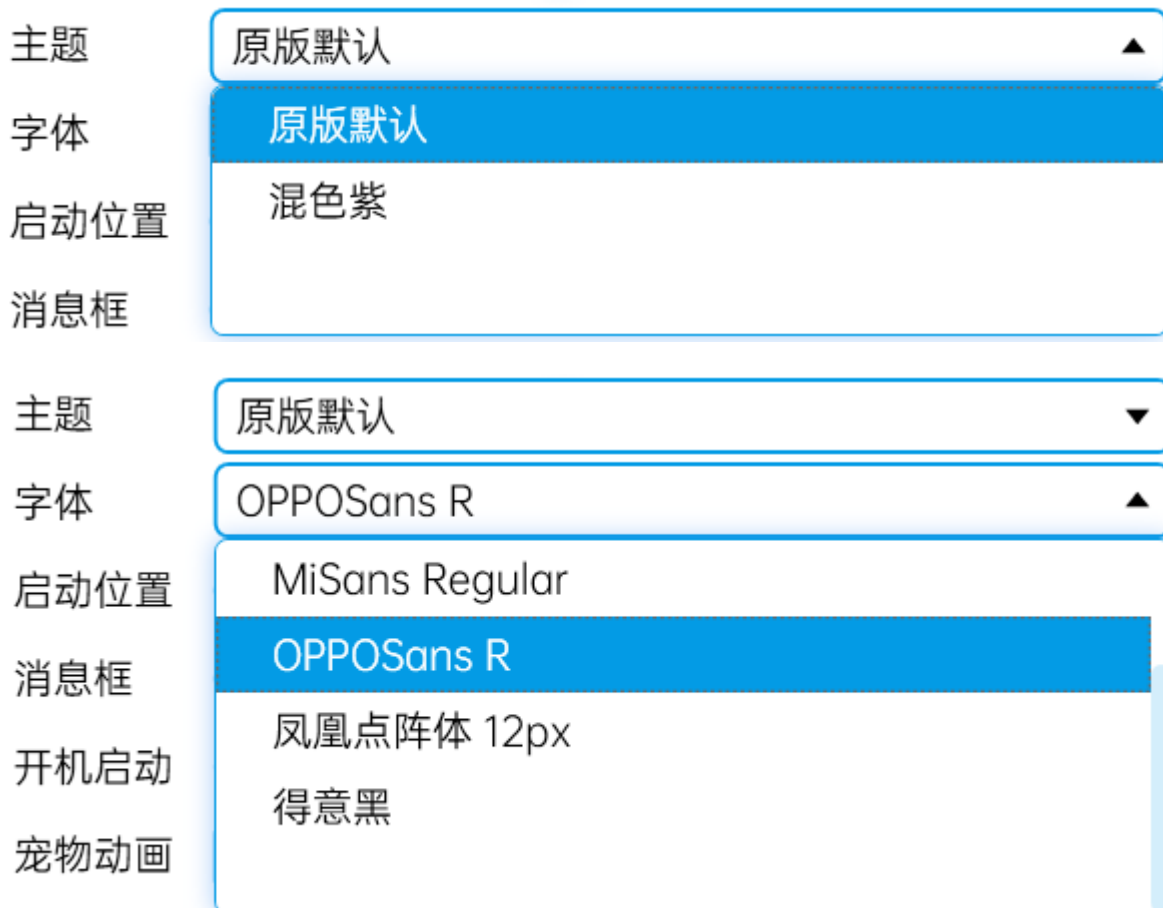 主题 原版默认
字体 原版默认
启动位置 混色紫
消息框
主题 原版默认
字体 OPPOSans R
启动位置 MiSans Regular
OPPOSans R
消息框
凤凰点阵体 12px
开机启动
得意黑
宠物动画